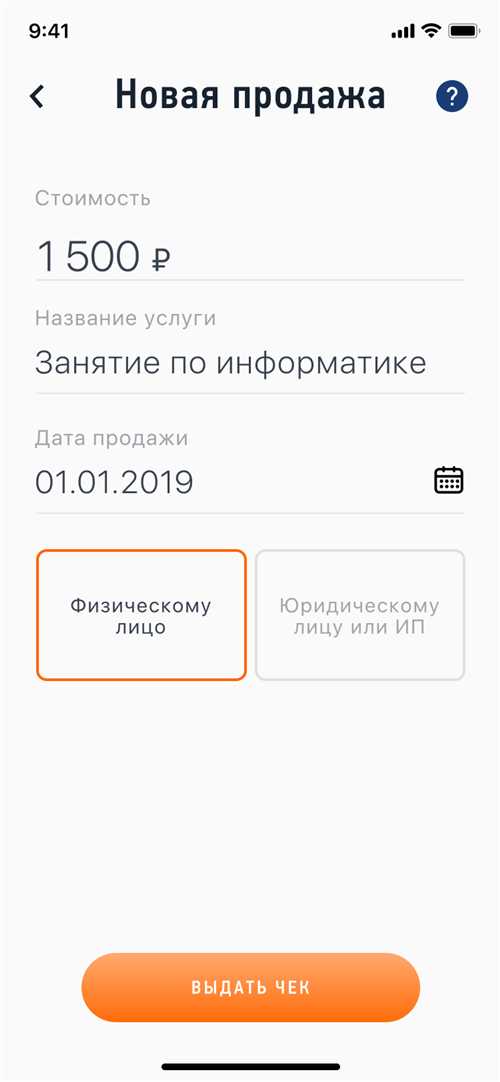 9:41
Новая продажа
?
Стоимость
1 500 ₽
Название услуги
Занятие по информатике
Дата продажи
01.01.2019
Физическому
лицо
Юридическому
лицу или ИП
ВЫДАТЬ ЧЕК